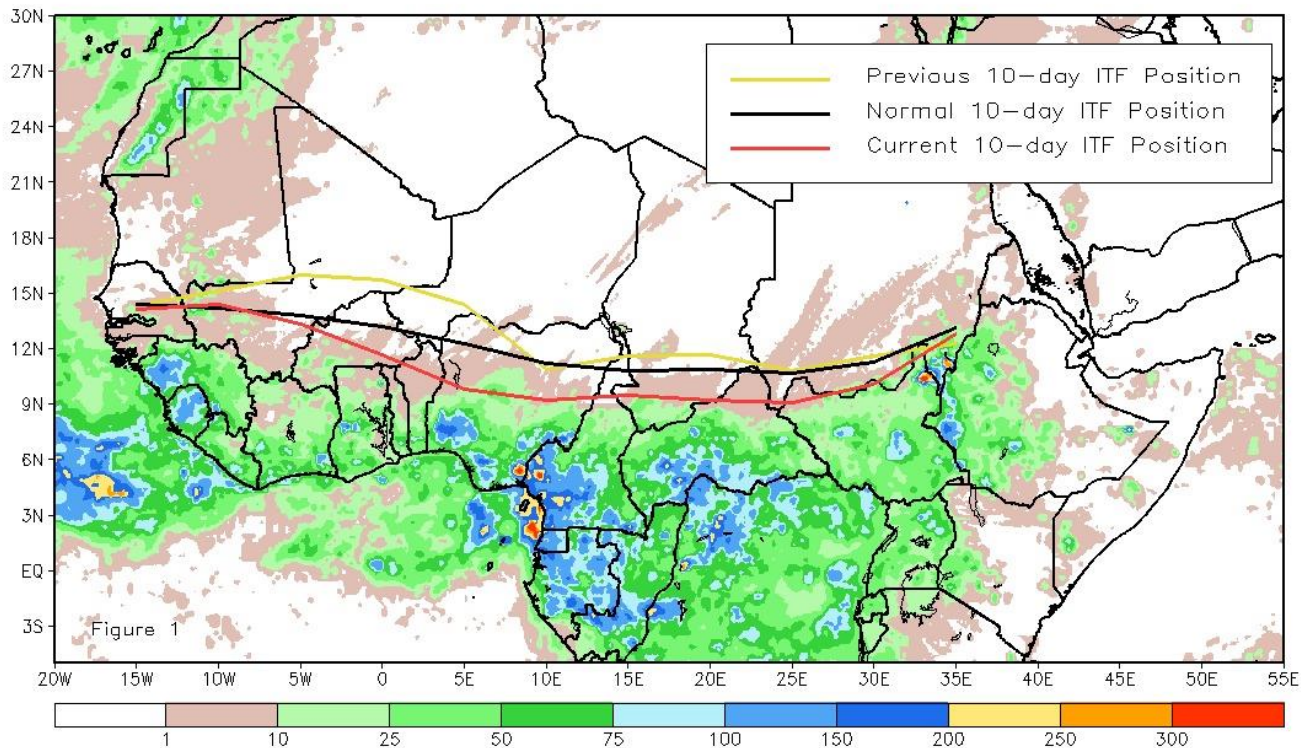 30N
27N
24N
21N
18N
15N
12N
9N
6N
3N
EQ
3S
Previous 10-day ITF Position
Normal 10-day ITF Position
Current 10-day ITF Position
Figure 1
20W 15W 10W 5W 0 5E 10E 15E 20E 25E 30E 35E 40E 45E 50E 55E
1 10 25 50 75 100 150 200 250 300